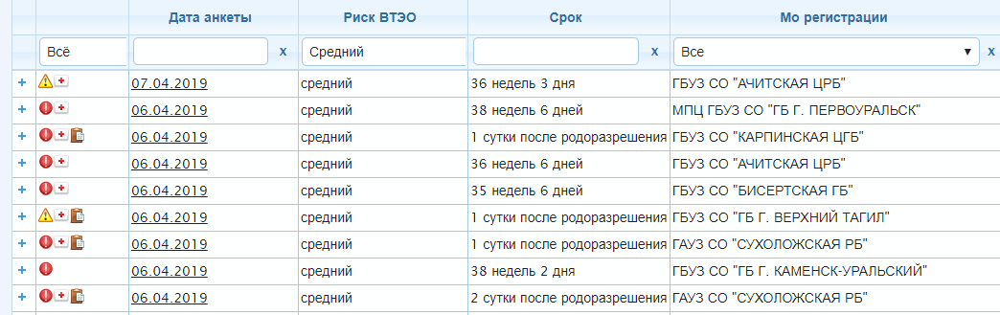 Дата анкеты Риск ВТЭО Срок Мо регистрации
Всё x Средний x Все x
07.04.2019 средний 36 недель 3 дня ГБУЗ СО "АЧИТСКАЯ ЦРБ"
06.04.2019 средний 38 недель 6 дней МПЦ ГБУЗ СО "ГБ Г. ПЕРВОУРАЛЬСК"
06.04.2019 средний 1 сутки после родоразрешения ГБУЗ СО "КАРПИНСКАЯ ЦГБ"
06.04.2019 средний 36 недель 6 дней ГБУЗ СО "АЧИТСКАЯ ЦРБ"
06.04.2019 средний 35 недель 6 дней ГБУЗ СО "БИСЕРТСКАЯ ГБ"
06.04.2019 средний 1 сутки после родоразрешения ГБУЗ СО "ГБ Г. ВЕРХНИЙ ТАГИЛ"
06.04.2019 средний 1 сутки после родоразрешения ГАУЗ СО "СУХОЛОЖСКАЯ РБ"
06.04.2019 средний 38 недель 2 дня ГБУЗ СО "ГБ Г. КАМЕНСК-УРАЛЬСКИЙ"
06.04.2019 средний 2 сутки после родоразрешения ГАУЗ СО "СУХОЛОЖСКАЯ РБ"